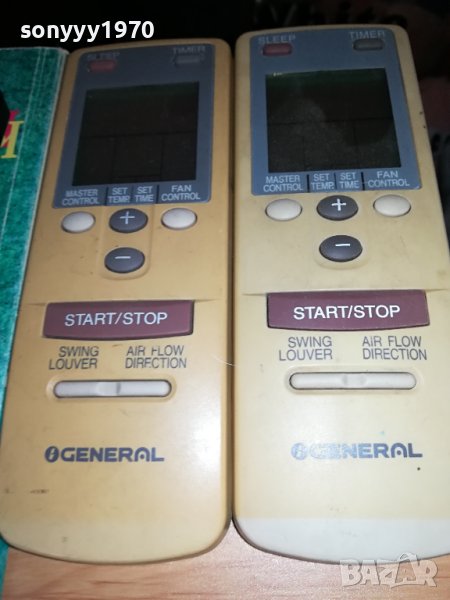 sonyyy1970
SLEEP TIMER
MASTER CONTROL SET TEMP. SET TIME FAN CONTROL
+
−
START/STOP
SWING LOUVER AIR FLOW DIRECTION
GENERAL
SLEEP TIMER
MASTER CONTROL SET TEMP. SET TIME FAN CONTROL
+
−
START/STOP
SWING LOUVER AIR FLOW DIRECTION
GENERAL
BAZAR